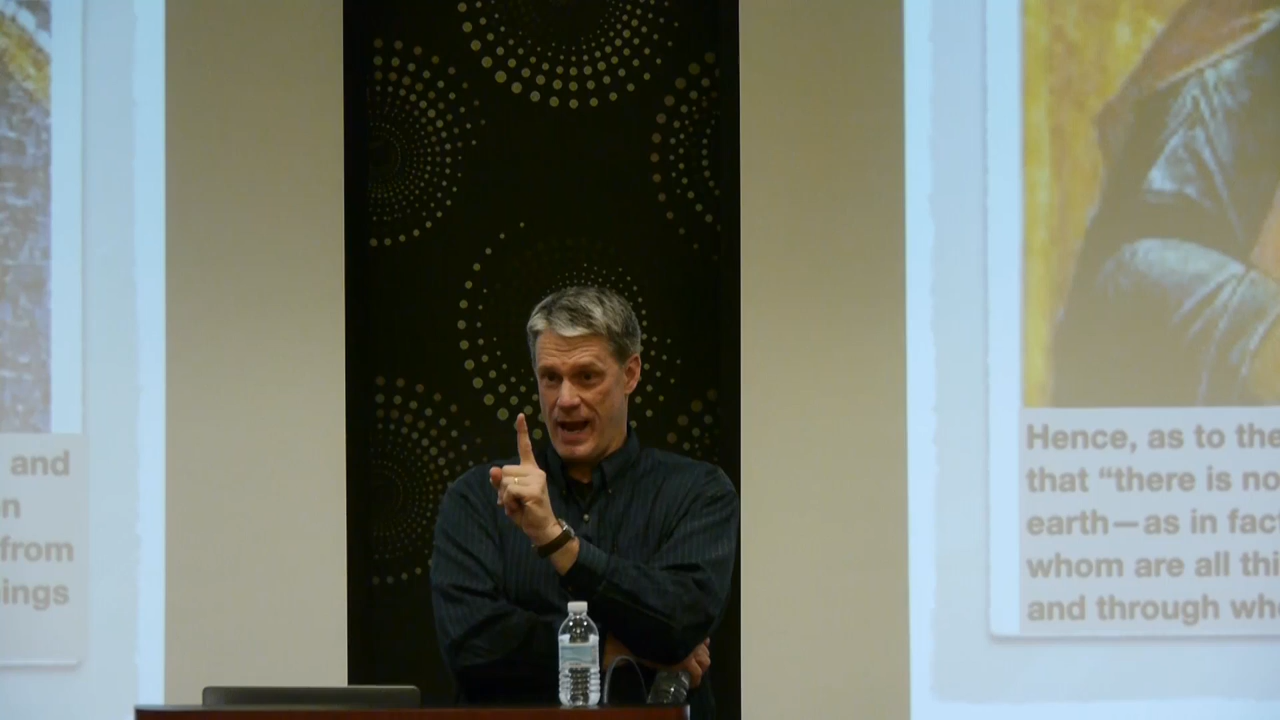 and
n
from
ings
Hence, as to the
that “there is no
earth—as in fac
whom are all thi
and through wh